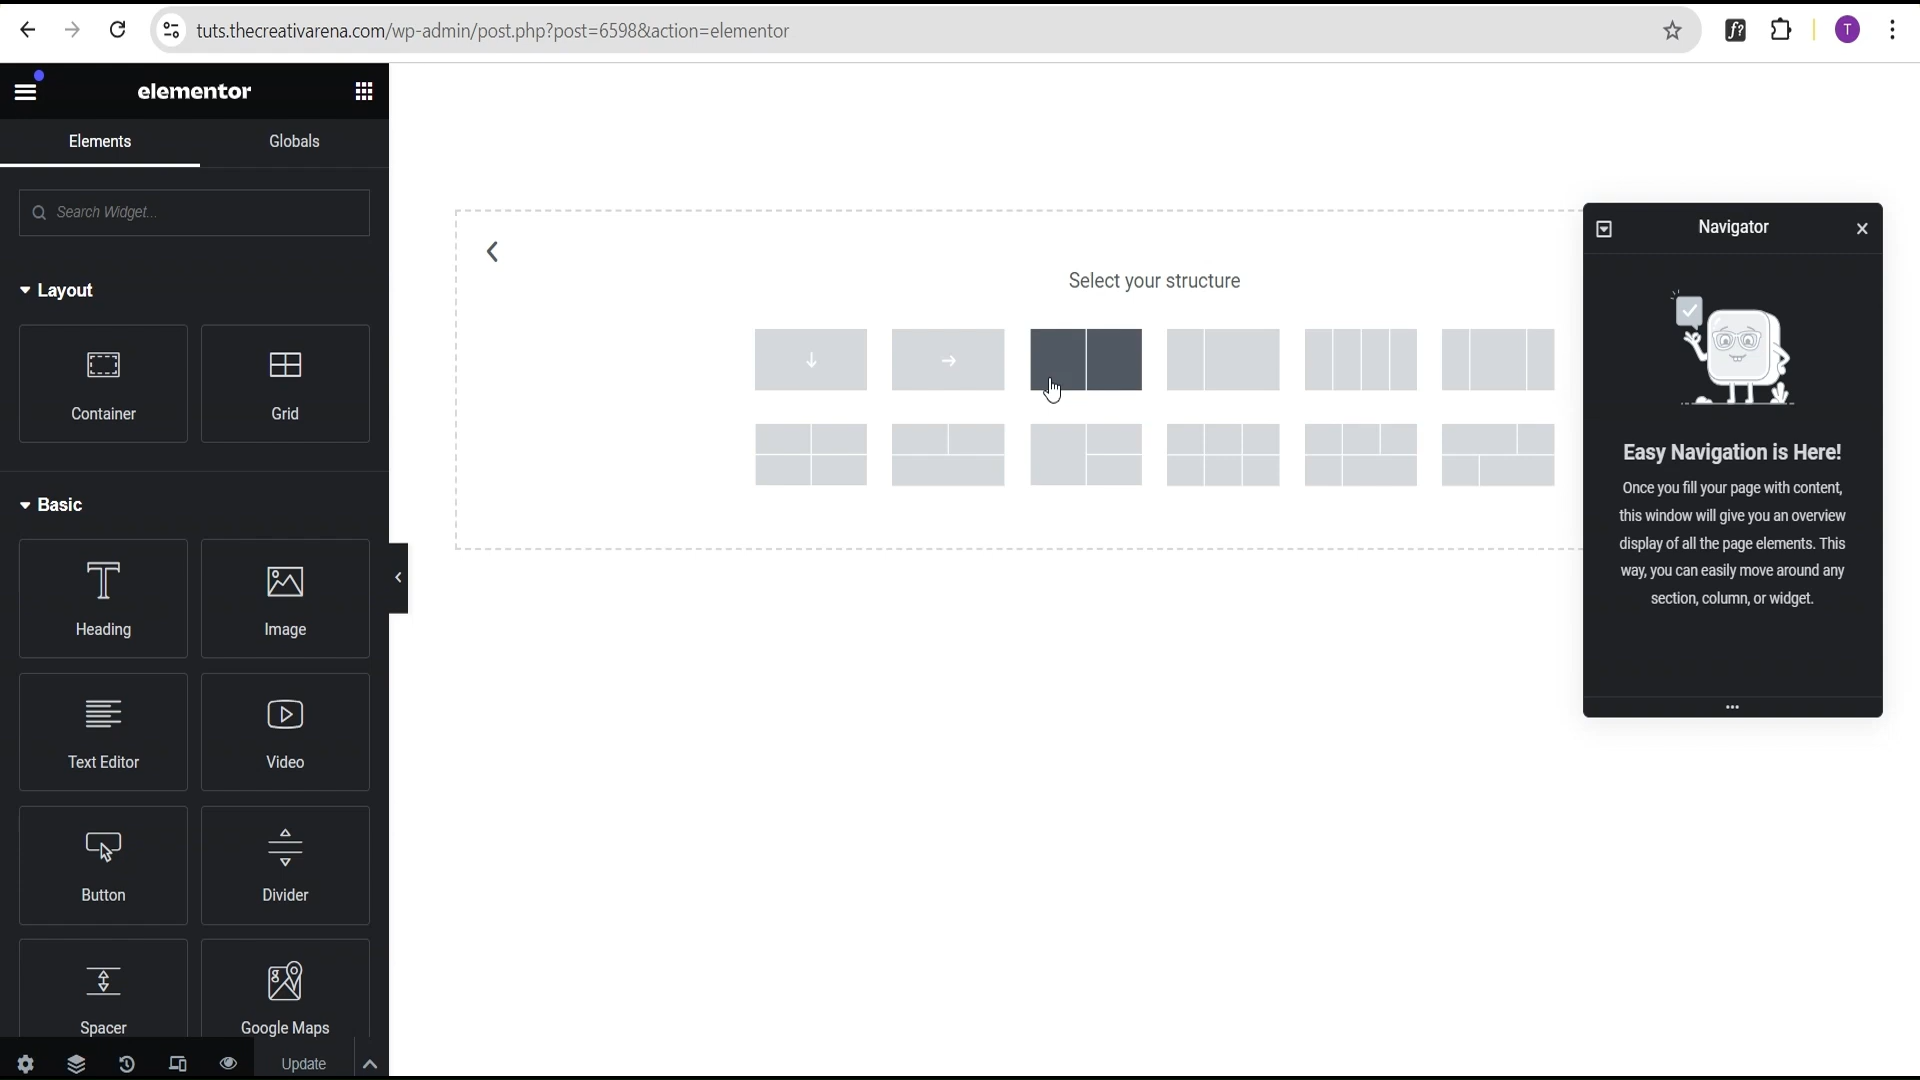 tuts.thecreativarena.com/wp-admin/post.php?post=6598&action=elementor
f?
T
elementor
Elements
Globals
Search Widget...
Layout
Container
Grid
Basic
Heading
Image
Text Editor
Video
Button
Divider
Spacer
Google Maps
Update
Select your structure
Navigator
Easy Navigation is Here!
Once you fill your page with content,
this window will give you an overview
display of all the page elements. This
way, you can easily move around any
section, column, or widget.